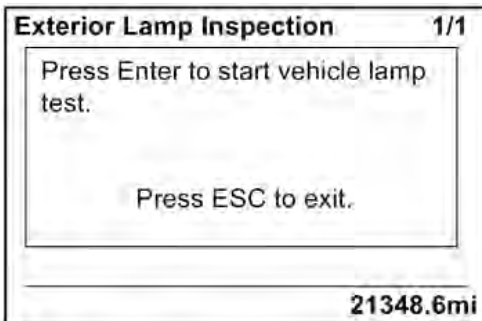 Exterior Lamp Inspection 1/1
Press Enter to start vehicle lamp
test.
Press ESC to exit.
21348.6mi